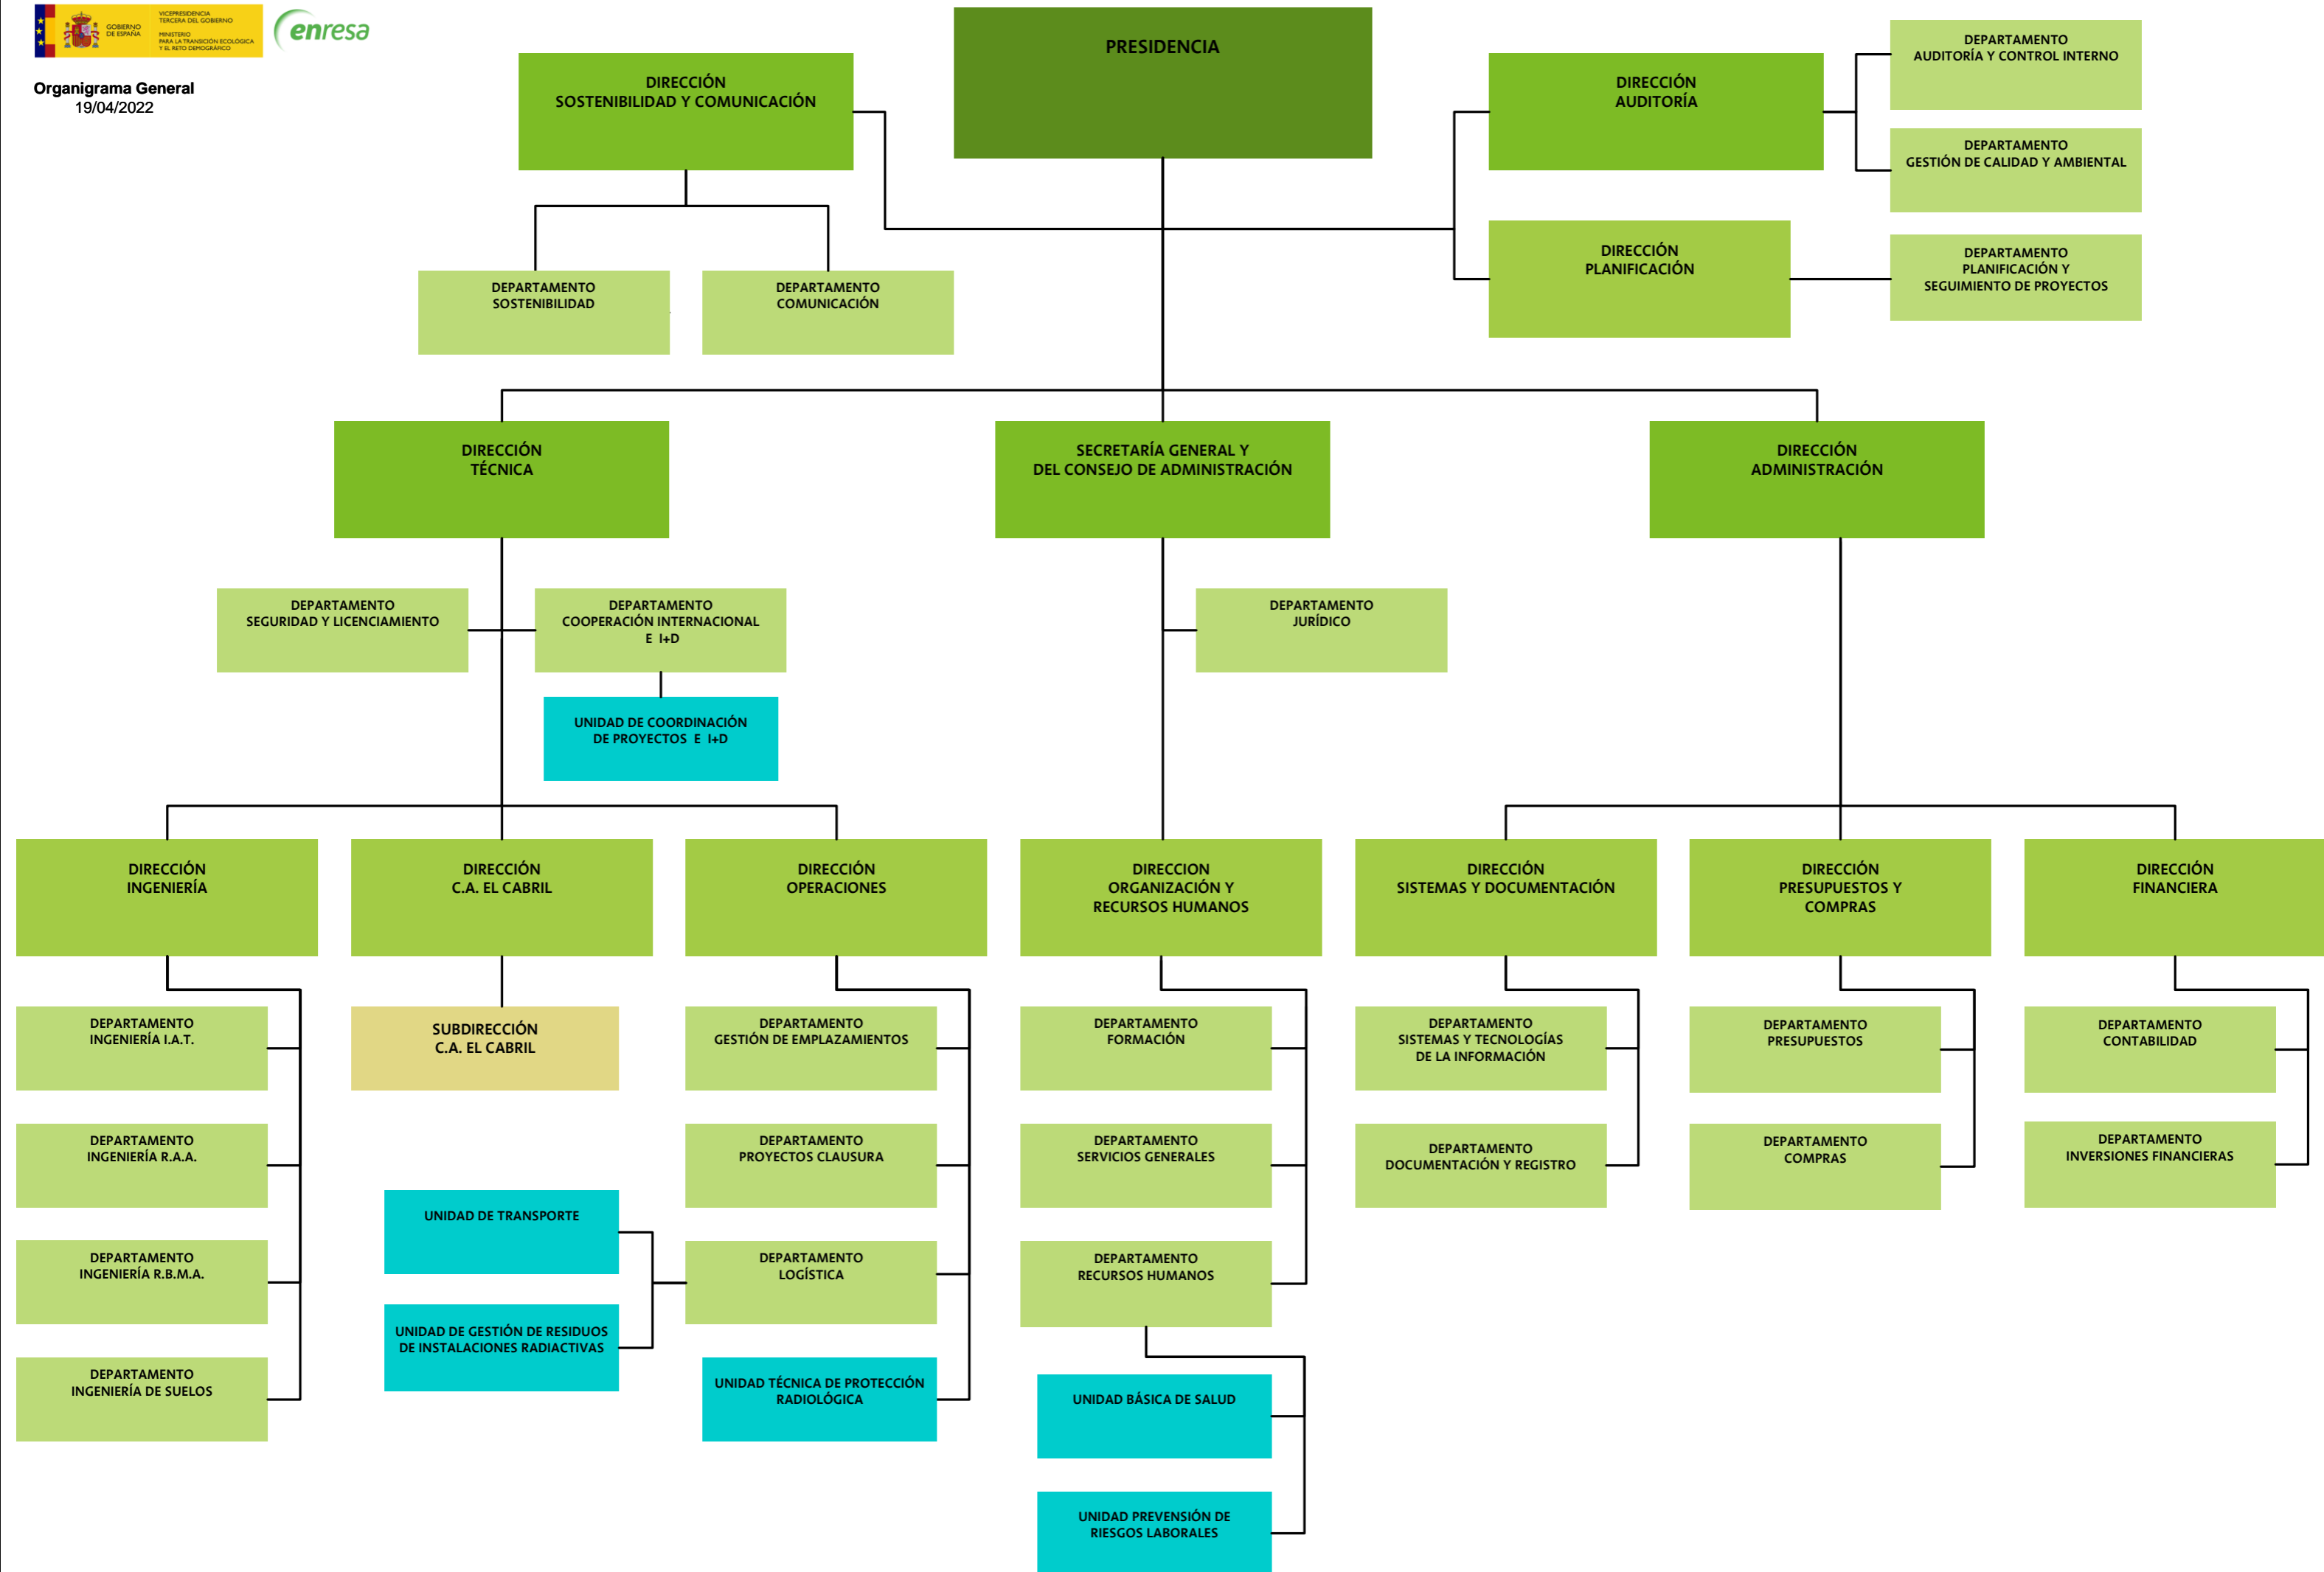 GOBIERNO
DE ESPAÑA
VICEPRESIDENCIA
TERCERA DEL GOBIERNO
MINISTERIO
PARA LA TRANSICIÓN ECOLÓGICA
Y EL RETO DEMOGRÁFICO
enresa
Organigrama General
19/04/2022
PRESIDENCIA
DIRECCIÓN
SOSTENIBILIDAD Y COMUNICACIÓN
DIRECCIÓN
AUDITORÍA
DEPARTAMENTO
AUDITORÍA Y CONTROL INTERNO
DEPARTAMENTO
GESTIÓN DE CALIDAD Y AMBIENTAL
DIRECCIÓN
PLANIFICACIÓN
DEPARTAMENTO
PLANIFICACIÓN Y
SEGUIMIENTO DE PROYECTOS
DEPARTAMENTO
SOSTENIBILIDAD
DEPARTAMENTO
COMUNICACIÓN
DIRECCIÓN
TÉCNICA
SECRETARÍA GENERAL Y
DEL CONSEJO DE ADMINISTRACIÓN
DIRECCIÓN
ADMINISTRACIÓN
DEPARTAMENTO
SEGURIDAD Y LICENCIAMIENTO
DEPARTAMENTO
COOPERACIÓN INTERNACIONAL
E I+D
DEPARTAMENTO
JURÍDICO
UNIDAD DE COORDINACIÓN
DE PROYECTOS E I+D
DIRECCIÓN
INGENIERÍA
DIRECCIÓN
C.A. EL CABRIL
DIRECCIÓN
OPERACIONES
DIRECCION
ORGANIZACIÓN Y
RECURSOS HUMANOS
DIRECCIÓN
SISTEMAS Y DOCUMENTACIÓN
DIRECCIÓN
PRESUPUESTOS Y
COMPRAS
DIRECCIÓN
FINANCIERA
DEPARTAMENTO
INGENIERÍA I.A.T.
SUBDIRECCIÓN
C.A. EL CABRIL
DEPARTAMENTO
GESTIÓN DE EMPLAZAMIENTOS
DEPARTAMENTO
FORMACIÓN
DEPARTAMENTO
SISTEMAS Y TECNOLOGÍAS
DE LA INFORMACIÓN
DEPARTAMENTO
PRESUPUESTOS
DEPARTAMENTO
CONTABILIDAD
DEPARTAMENTO
INGENIERÍA R.A.A.
DEPARTAMENTO
PROYECTOS CLAUSURA
DEPARTAMENTO
SERVICIOS GENERALES
DEPARTAMENTO
DOCUMENTACIÓN Y REGISTRO
DEPARTAMENTO
COMPRAS
DEPARTAMENTO
INVERSIONES FINANCIERAS
UNIDAD DE TRANSPORTE
DEPARTAMENTO
INGENIERÍA R.B.M.A.
DEPARTAMENTO
LOGÍSTICA
DEPARTAMENTO
RECURSOS HUMANOS
UNIDAD DE GESTIÓN DE RESIDUOS
DE INSTALACIONES RADIACTIVAS
DEPARTAMENTO
INGENIERÍA DE SUELOS
UNIDAD TÉCNICA DE PROTECCIÓN
RADIOLÓGICA
UNIDAD BÁSICA DE SALUD
UNIDAD PREVENSIÓN DE
RIESGOS LABORALES